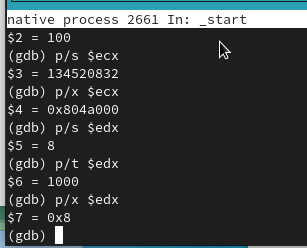 native process 2661 In: _start
$2 = 100
(gdb) p/s $ecx
$3 = 134520832
(gdb) p/x $ecx
$4 = 0x804a000
(gdb) p/s $edx
$5 = 8
(gdb) p/t $edx
$6 = 1000
(gdb) p/x $edx
$7 = 0x8
(gdb)